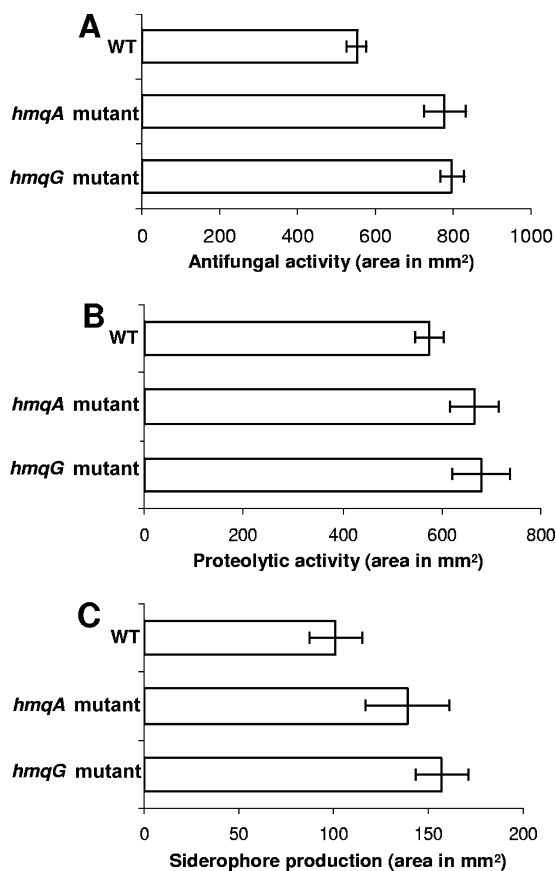 A
WT
hmqA mutant
hmqG mutant
0 200 400 600 800 1000
Antifungal activity (area in mm²)
B
WT
hmqA mutant
hmqG mutant
0 200 400 600 800
Proteolytic activity (area in mm²)
C
WT
hmqA mutant
hmqG mutant
0 50 100 150 200
Siderophore production (area in mm²)